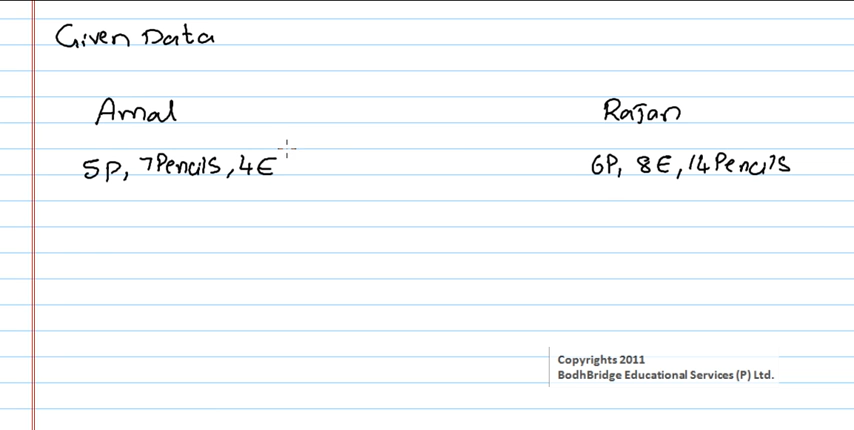 Given Data
Amal
Rajan
5P, 7Pencils, 4E
6P, 8E, 14Pencils
Copyrights 2011
BodhBridge Educational Services (P) Ltd.